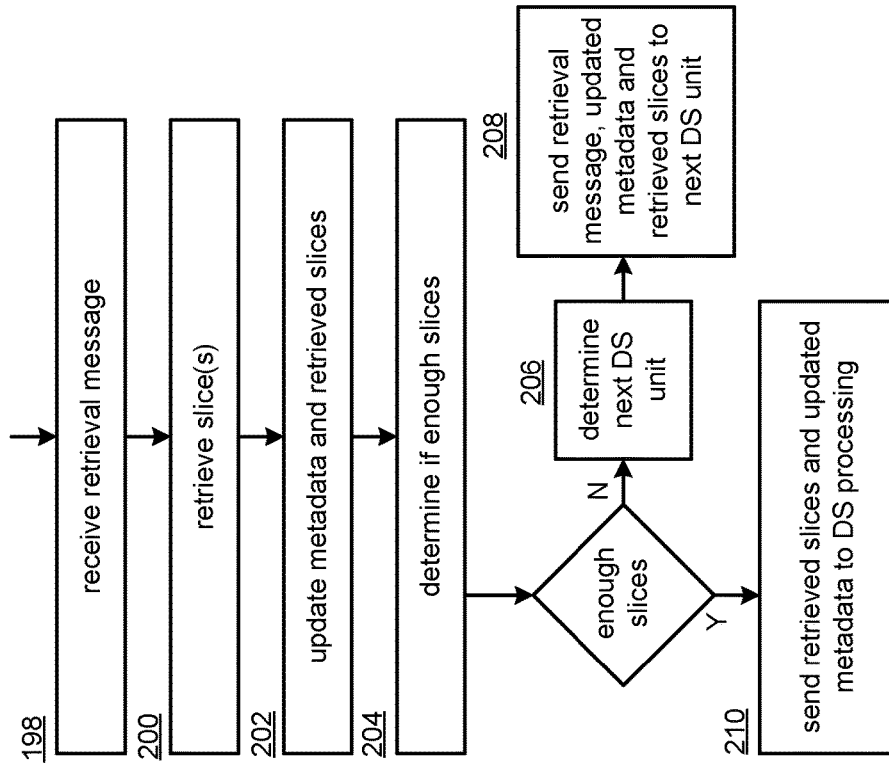 198
receive retrieval message
200
retrieve slice(s)
202
update metadata and retrieved slices
204
determine if enough slices
enough
slices
N
Y
206
determine
next DS
unit
208
send retrieval
message, updated
metadata and
retrieved slices to
next DS unit
210
send retrieved slices and updated
metadata to DS processing